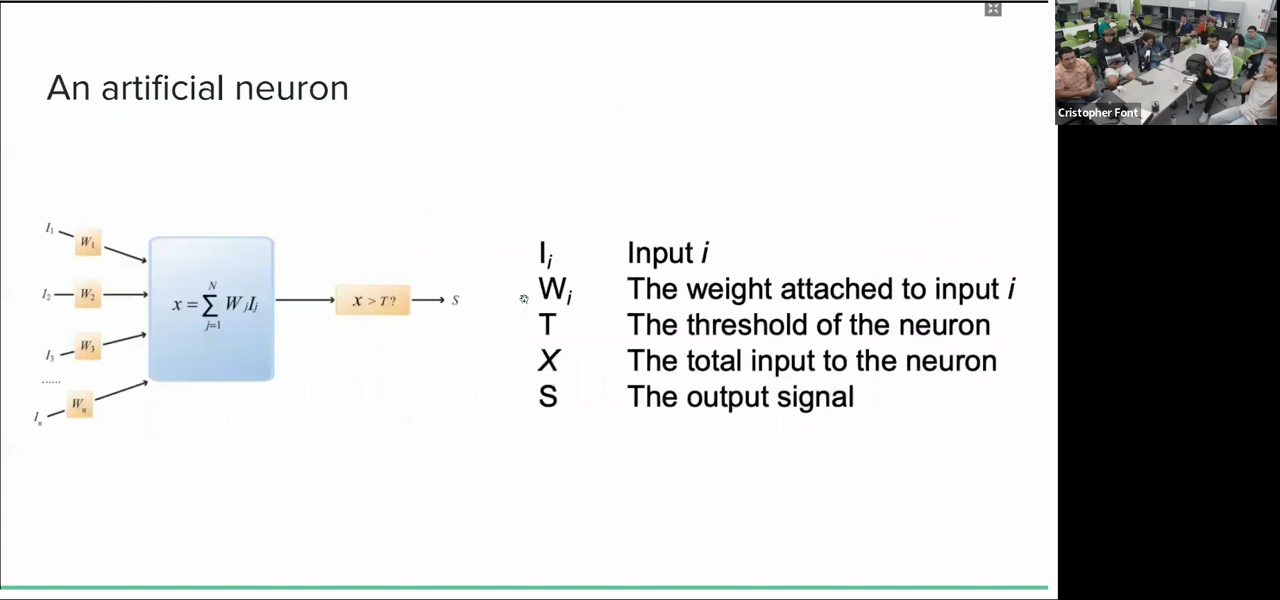 An artificial neuron
I₁
W₁
I₂
W₂
I₃
W₃
......
Iₙ
Wₙ
N
x = ∑ WⱼIⱼ
j=1
x > T?
S
Iᵢ Input i
Wᵢ The weight attached to input i
T The threshold of the neuron
X The total input to the neuron
S The output signal
Cristopher Font